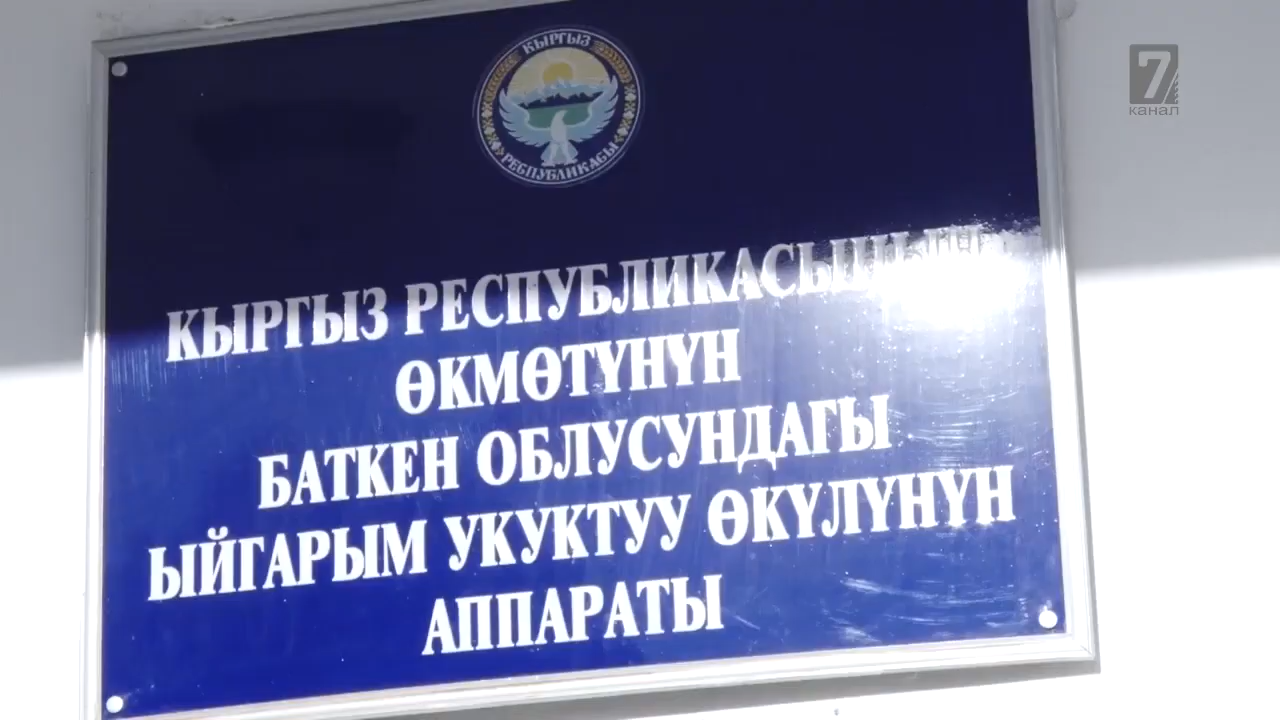 КЫРГЫЗ
РЕСПУБЛИКАСЫ
7
канал
КЫРГЫЗ РЕСПУБЛИКАСЫНЫН
ӨКМӨТҮНҮН
БАТКЕН ОБЛУСУНДАГЫ
ЫЙГАРЫМ УКУКТУУ ӨКҮЛҮНҮН
АППАРАТЫ